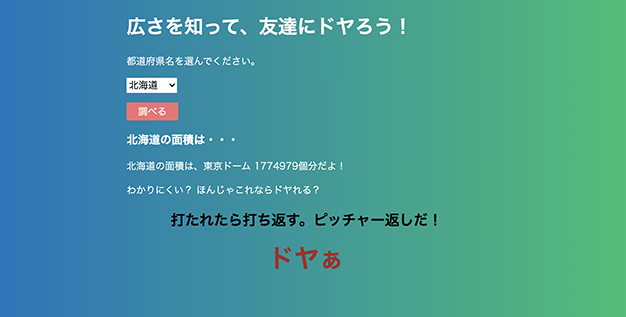 広さを知って、友達にドヤろう！
都道府県名を選んでください。
北海道
調べる
北海道の面積は・・・
北海道の面積は、東京ドーム 1774979個分だよ！
わかりにくい？ ほんじゃこれならドヤれる？
打たれたら打ち返す。ピッチャー返しだ！
ドヤぁ